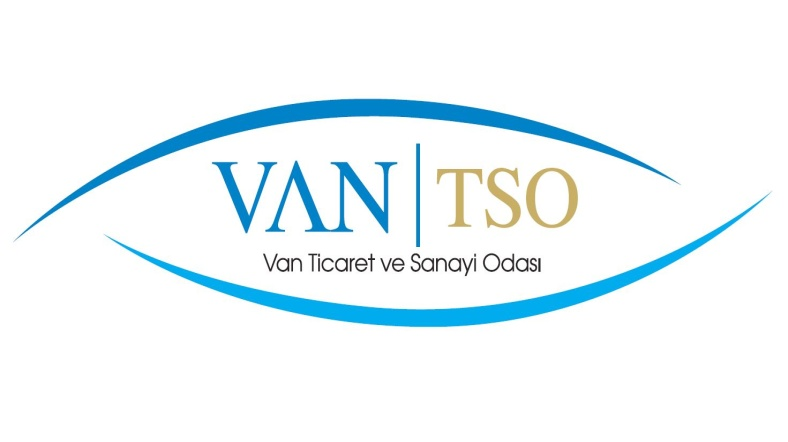 VAN | TSO
Van Ticaret ve Sanayi Odası